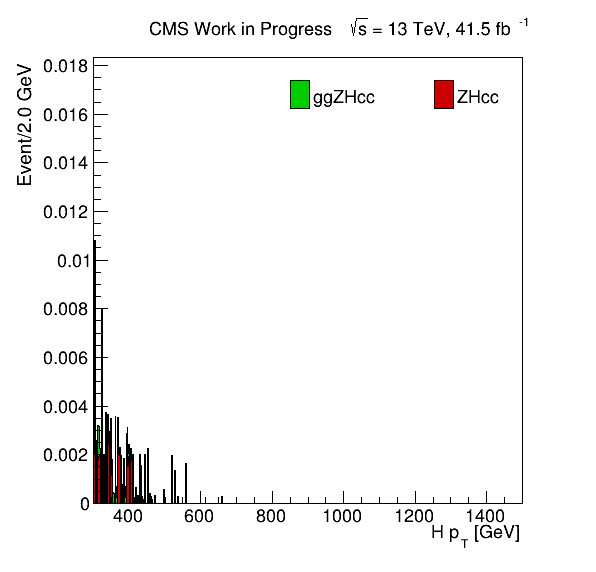 CMS Work in Progress √s = 13 TeV, 41.5 fb⁻¹
Event/2.0 GeV
0.018
0.016
0.014
0.012
0.01
0.008
0.006
0.004
0.002
0
ggZHcc ZHcc
400 600 800 1000 1200 1400
H p_T [GeV]